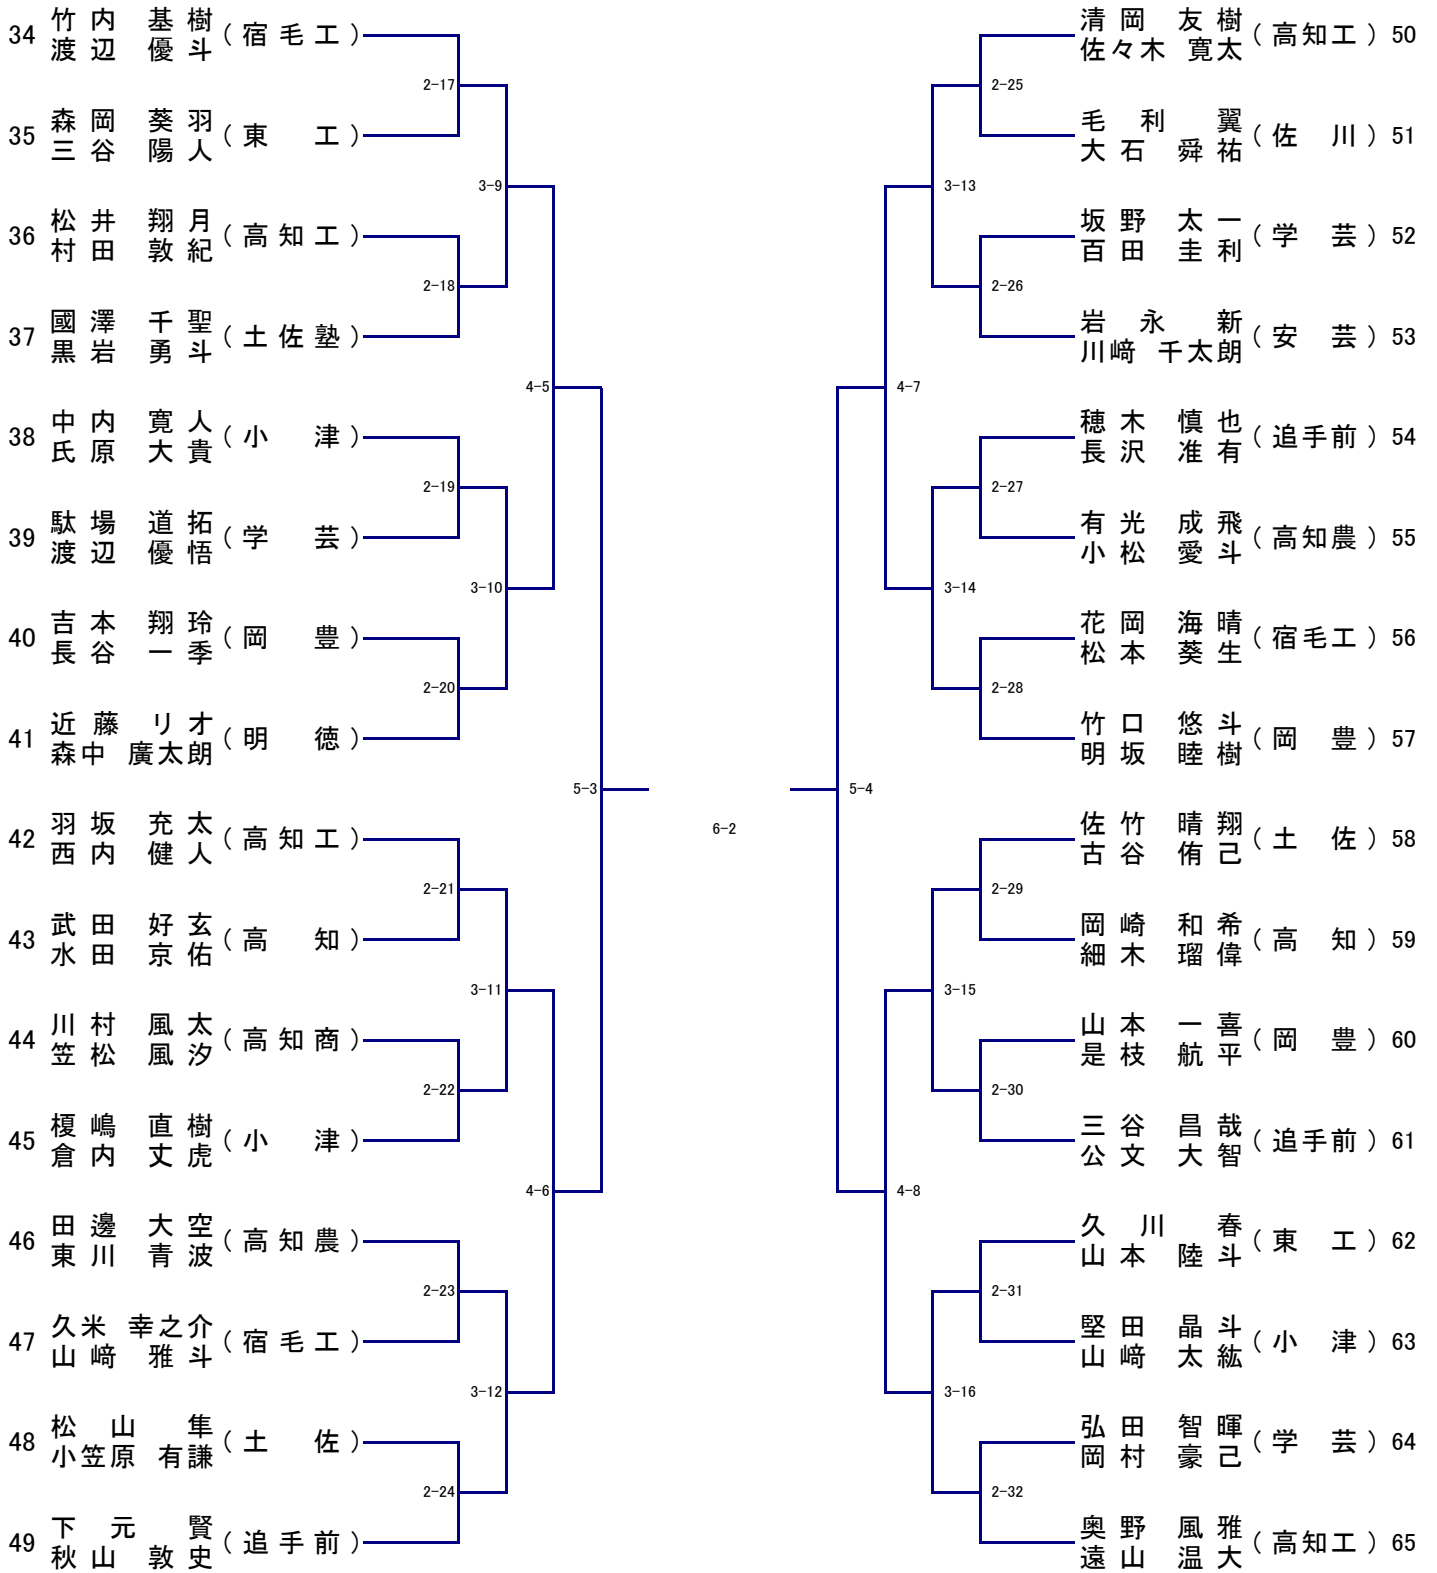 34 竹内 基樹 (宿毛工)
渡辺 優斗
2-17
35 森岡 葵羽 (東工)
三谷 陽人
3-9
36 松井 翔月 (高知工)
村田 敦紀
2-18
37 國澤 千聖 (土佐塾)
黒岩 勇斗
4-5
38 中内 寛人 (小津)
氏原 大貴
2-19
39 駄場 道拓 (学芸)
渡辺 優悟
3-10
40 吉本 翔玲 (岡豊)
長谷 一季
2-20
41 近藤 リオ (明徳)
森中 廣太朗
5-3
42 羽坂 充太 (高知工)
西内 健人
2-21
43 武田 好玄 (高知)
水田 京佑
3-11
44 川村 風太 (高知商)
笠松 風汐
2-22
45 榎嶋 直樹 (小津)
倉内 丈虎
4-6
46 田邊 大空 (高知農)
東川 青波
2-23
47 久米 幸之介 (宿毛工)
山﨑 雅斗
3-12
48 松山 隼 (土佐)
小笠原 有謙
2-24
49 下元 賢 (追手前)
秋山 敦史
6-2
清岡 友樹 (高知工) 50
佐々木 寛太
2-25
毛利 翼 (佐川) 51
大石 舜祐
3-13
坂野 太一 (学芸) 52
百田 圭利
2-26
岩永 新 (安芸) 53
川﨑 千太朗
4-7
穂木 慎也 (追手前) 54
長沢 准有
2-27
有光 成飛 (高知農) 55
小松 愛斗
3-14
花岡 海晴 (宿毛工) 56
松本 葵生
2-28
竹口 悠斗 (岡豊) 57
明坂 睦樹
5-4
佐竹 晴翔 (土佐) 58
古谷 侑己
2-29
岡崎 和希 (高知) 59
細木 瑠偉
3-15
山本 一喜 (岡豊) 60
是枝 航平
2-30
三谷 昌哉 (追手前) 61
公文 大智
4-8
久川 春 (東工) 62
山本 陸斗
2-31
堅田 晶斗 (小津) 63
山﨑 太紘
3-16
弘田 智暉 (学芸) 64
岡村 豪己
2-32
奥野 風雅 (高知工) 65
遠山 温大